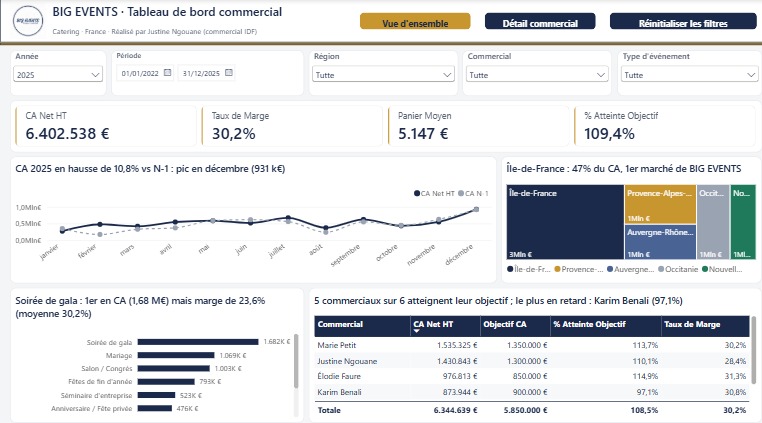 BIG EVENTS
BIG EVENTS · Tableau de bord commercial
Catering · France · Réalisé par Justine Ngouane (commercial IDF)
Vue d'ensemble
Détail commercial
Réinitialiser les filtres
Année
2025
Période
01/01/2022
31/12/2025
Région
Tutte
Commercial
Tutte
Type d'événement
Tutte
CA Net HT
6.402.538 €
Taux de Marge
30,2%
Panier Moyen
5.147 €
% Atteinte Objectif
109,4%
CA 2025 en hausse de 10,8% vs N-1 : pic en décembre (931 k€)
CA Net HT CA N-1
1,0Mln€
0,5Mln€
0,0Mln€
janvier
février
mars
avril
mai
juin
juillet
août
septembre
octobre
novembre
décembre
Île-de-France : 47% du CA, 1er marché de BIG EVENTS
Île-de-France
3Mln €
Provence-Alpes-...
1Mln €
Auvergne-Rhône...
1Mln €
Occit...
1Mln €
No...
1Ml...
Île-de-Fr... Provence-... Auvergne... Occitanie Nouvell...
Soirée de gala : 1er en CA (1,68 M€) mais marge de 23,6%
(moyenne 30,2%)
Soirée de gala 1.682K €
Mariage 1.069K €
Salon / Congrès 1.003K €
Fêtes de fin d'année 793K €
Séminaire d'entreprise 523K €
Anniversaire / Fête privée 476K €
5 commerciaux sur 6 atteignent leur objectif ; le plus en retard : Karim Benali (97,1%)
Commercial CA Net HT Objectif CA % Atteinte Objectif Taux de Marge
Marie Petit 1.535.325 € 1.350.000 € 113,7% 30,2%
Justine Ngouane 1.430.843 € 1.300.000 € 110,1% 28,4%
Élodie Faure 976.813 € 850.000 € 114,9% 31,3%
Karim Benali 873.944 € 900.000 € 97,1% 30,8%
Totale 6.344.639 € 5.850.000 € 108,5% 30,2%